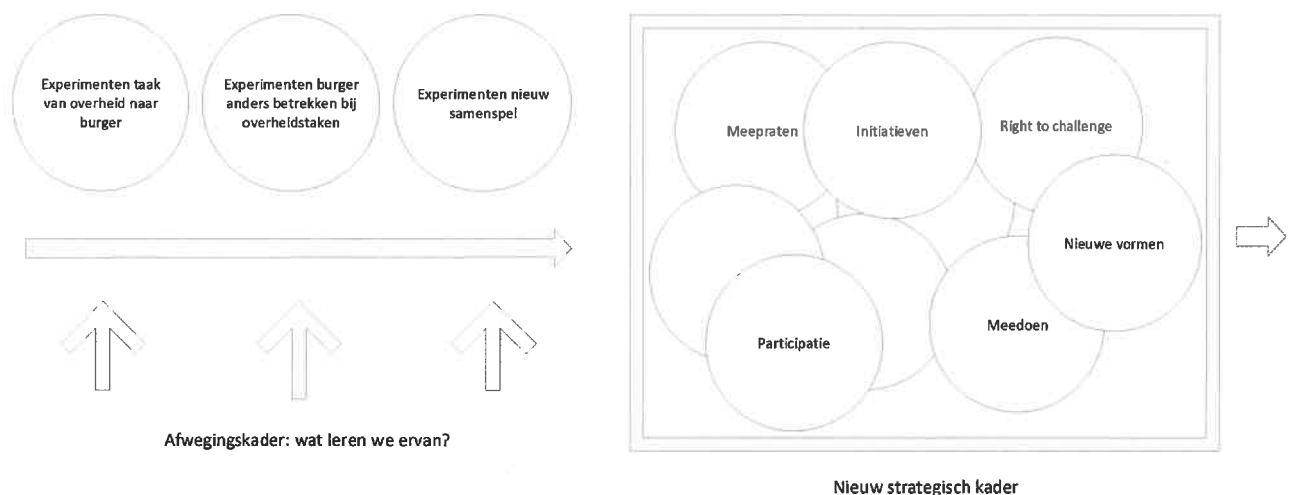 Experimenten taak
van overheid naar
burger
Experimenten burger
anders betrekken bij
overheidstaken
Experimenten nieuw
samenspel
Afwegingskader: wat leren we ervan?
Meepraten
Initiatieven
Right to challenge
Nieuwe vormen
Meedoen
Participatie
Nieuw strategisch kader